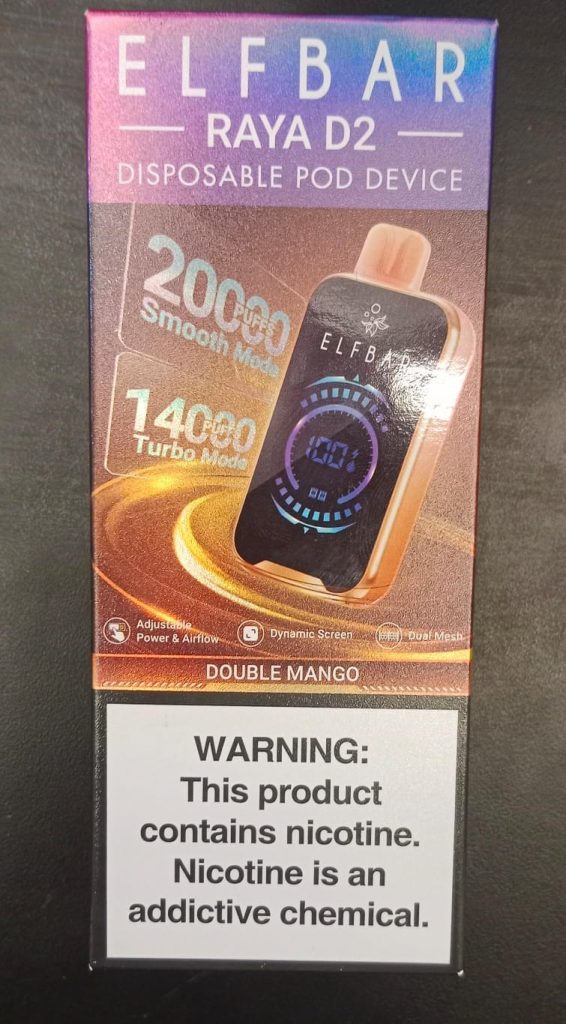 ELFBAR
RAYA D2
DISPOSABLE POD DEVICE
20000
PUFFS
Smooth Mode
14000
PUFF
Turbo Mode
ELFBAR
100
Adjustable
Power & Airflow
Dynamic Screen
Dual Mesh
DOUBLE MANGO
WARNING:
This product
contains nicotine.
Nicotine is an
addictive chemical.